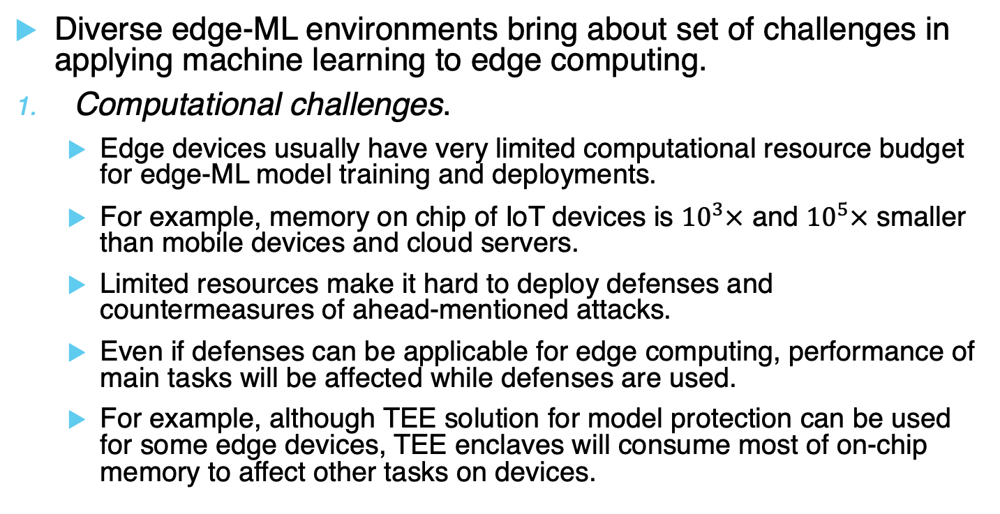 Diverse edge-ML environments bring about set of challenges in
applying machine learning to edge computing.
1. Computational challenges.
Edge devices usually have very limited computational resource budget
for edge-ML model training and deployments.
For example, memory on chip of IoT devices is 10³× and 10⁵× smaller
than mobile devices and cloud servers.
Limited resources make it hard to deploy defenses and
countermeasures of ahead-mentioned attacks.
Even if defenses can be applicable for edge computing, performance of
main tasks will be affected while defenses are used.
For example, although TEE solution for model protection can be used
for some edge devices, TEE enclaves will consume most of on-chip
memory to affect other tasks on devices.